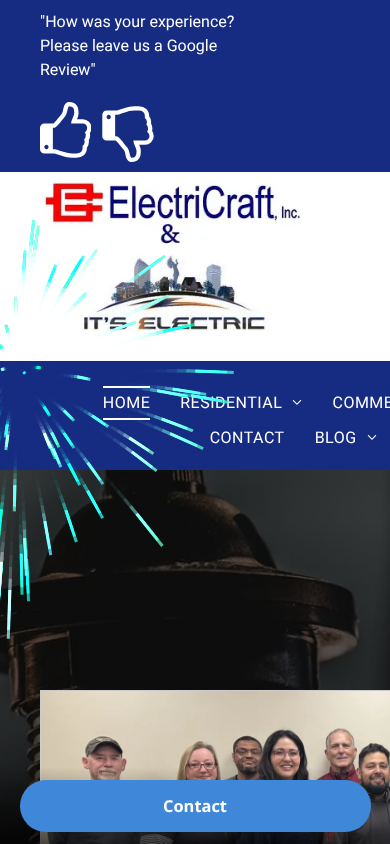 "How was your experience?
Please leave us a Google
Review"
ElectriCraft, Inc.
&
IT'S ELECTRIC
HOME RESIDENTIAL COMME
CONTACT BLOG
Contact